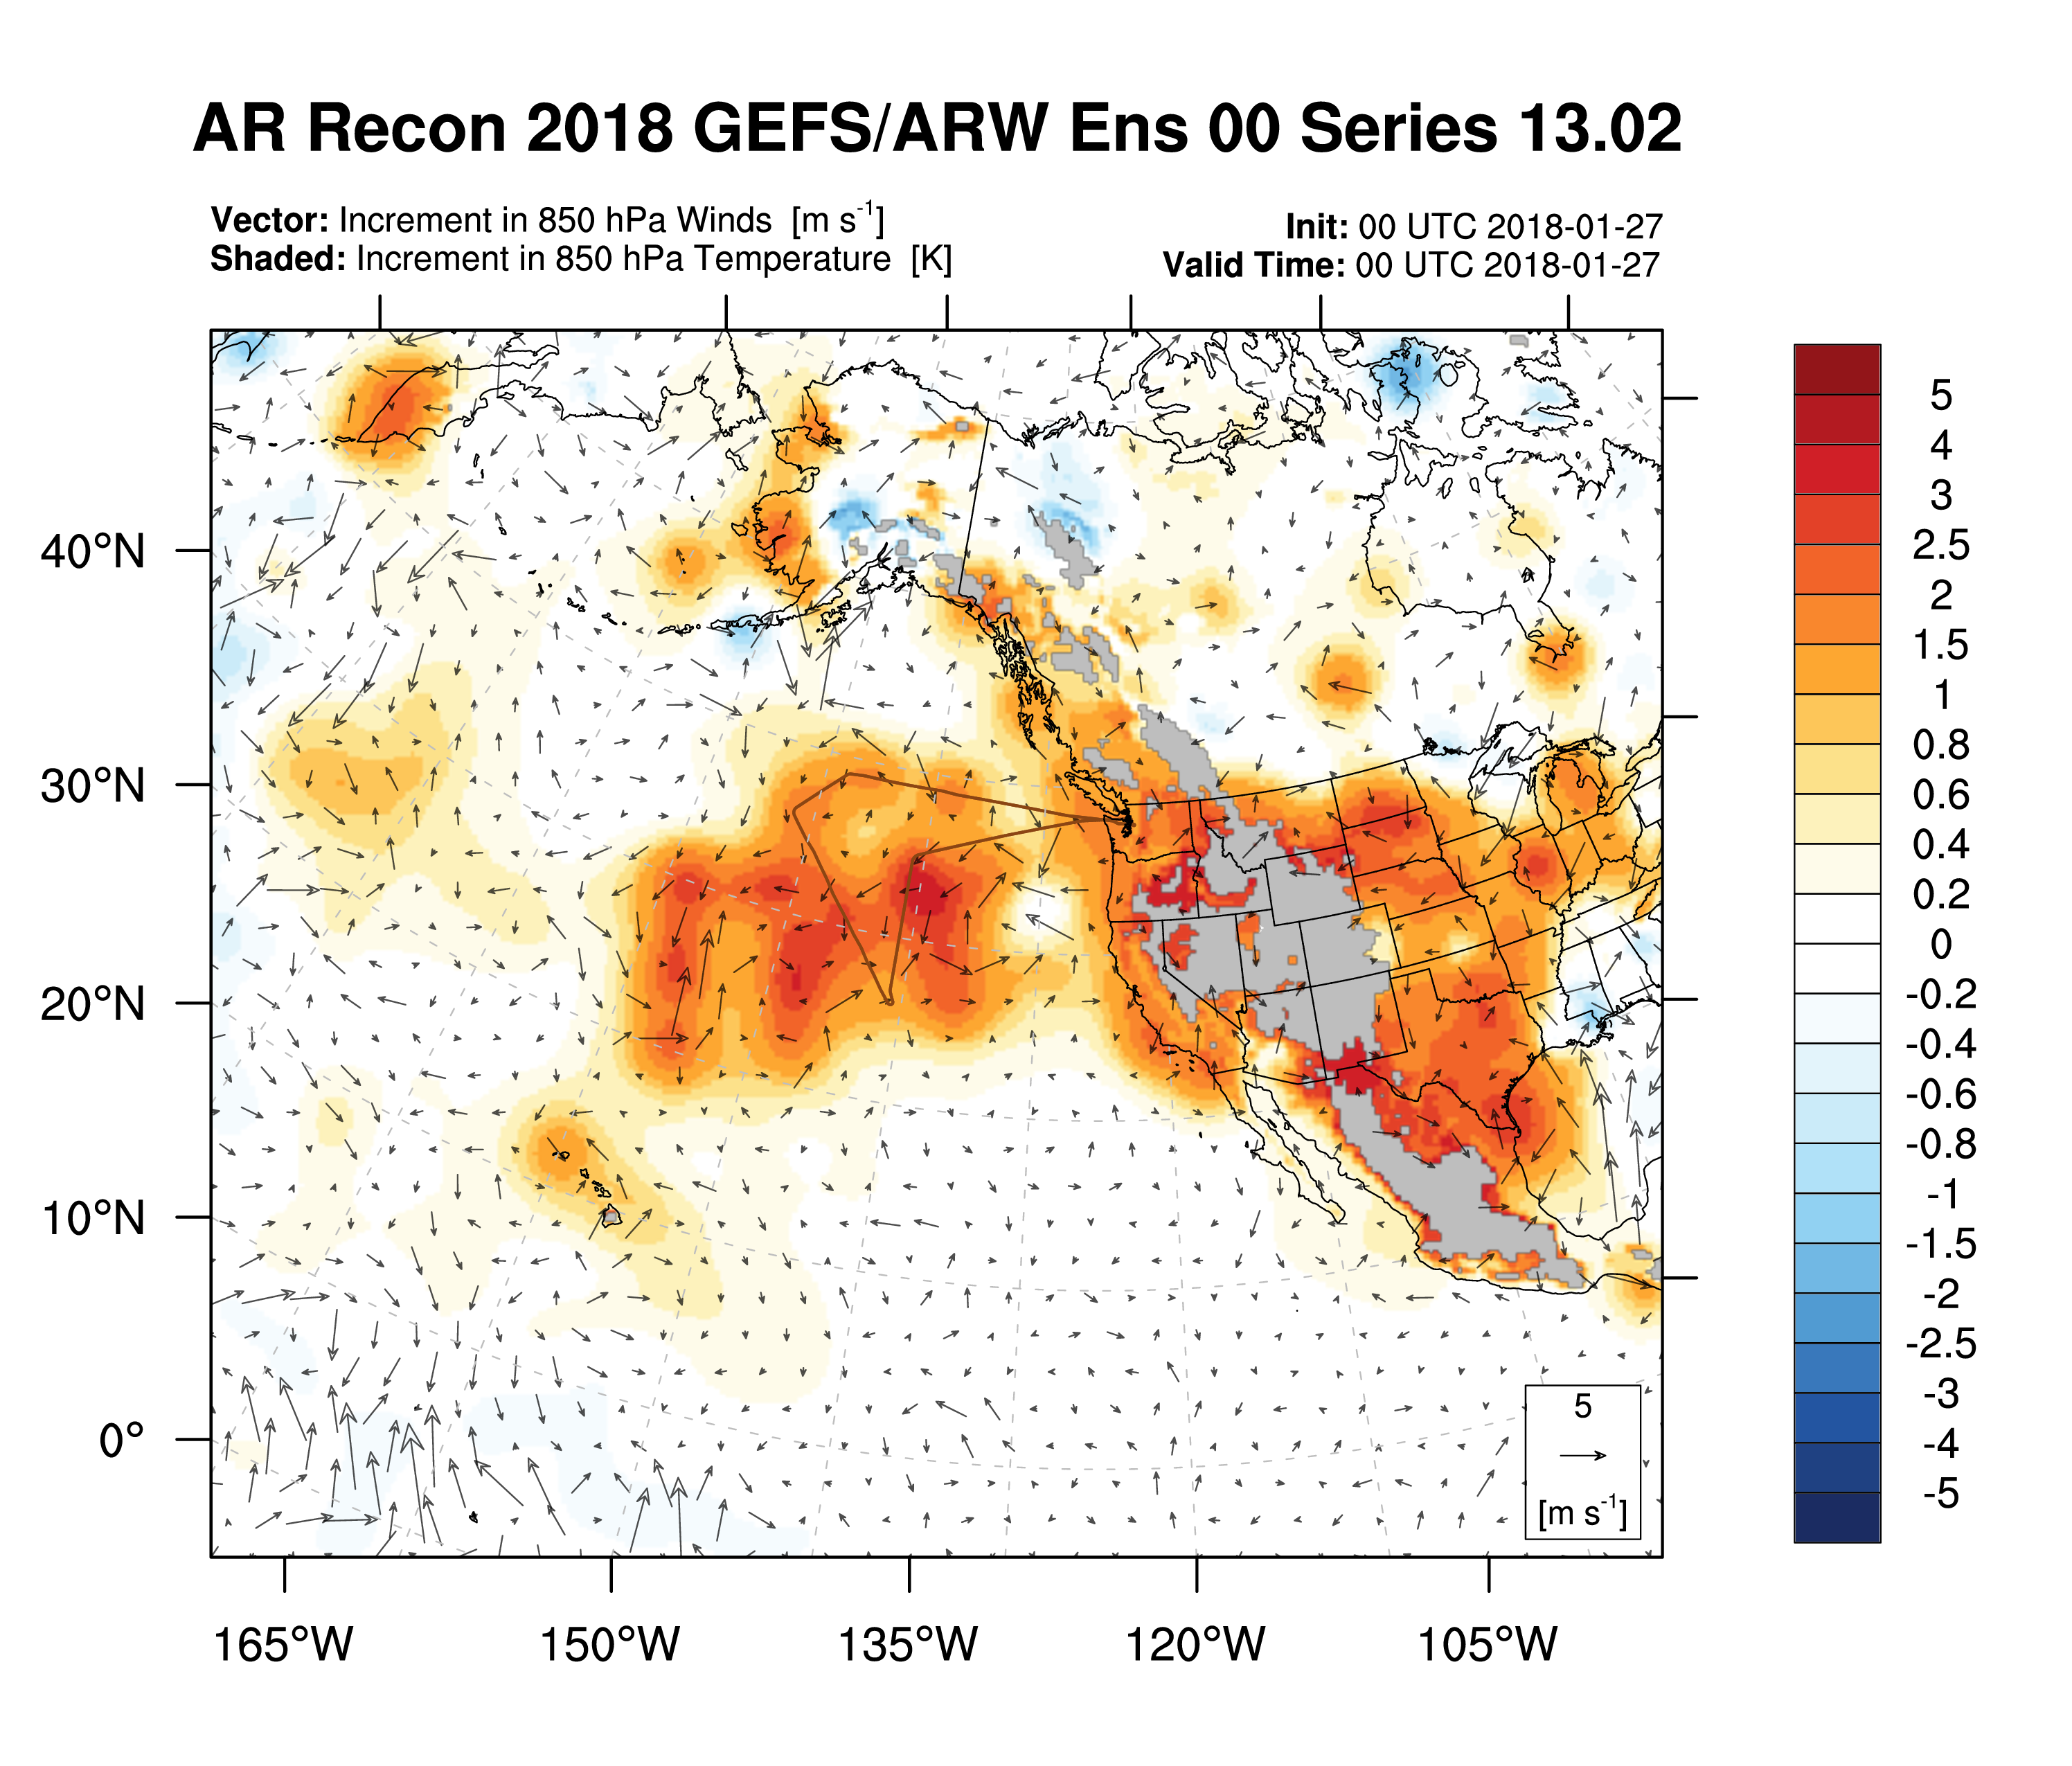 AR Recon 2018 GEFS/ARW Ens 00 Series 13.02
Vector: Increment in 850 hPa Winds [m s-1]
Init: 00 UTC 2018-01-27
Shaded: Increment in 850 hPa Temperature [K]
Valid Time: 00 UTC 2018-01-27
40°N
30°N
20°N
10°N
0°
165°W
150°W
135°W
120°W
105°W
5
[m s-1]
5
4
3
2.5
2
1.5
1
0.8
0.6
0.4
0.2
0
-0.2
-0.4
-0.6
-0.8
-1
-1.5
-2
-2.5
-3
-4
-5